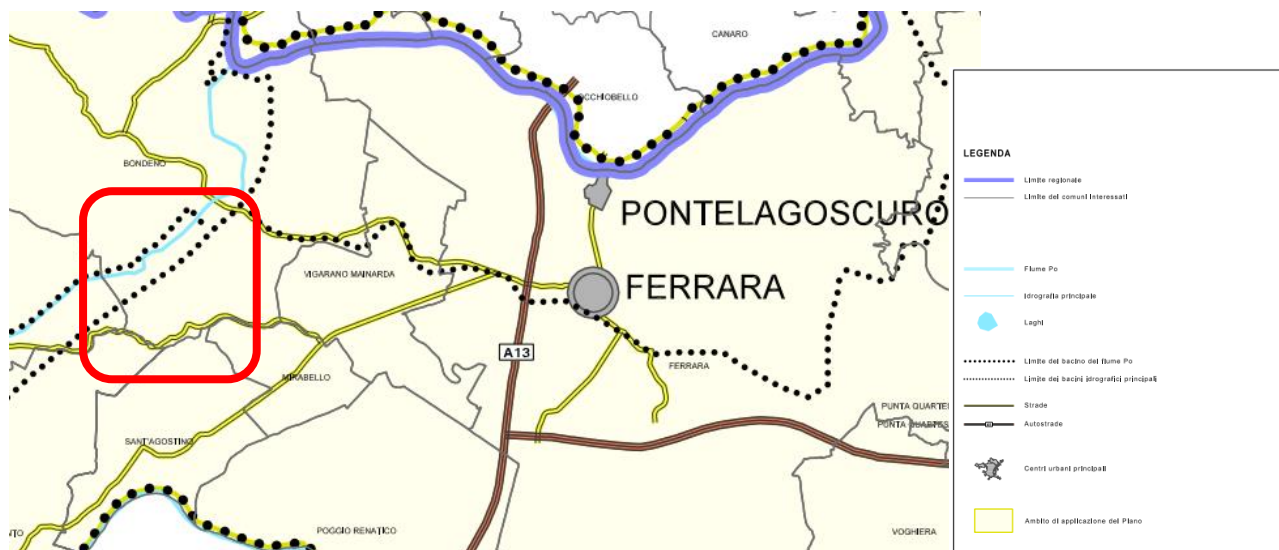 CANARO
OCCHIOBELLO
BONDENO
PONTELAGOSCURO
VIGARANO MAINARDA
FERRARA
A13
FERRARA
MIRABELLO
PUNTA QUARTE
PUNTA QUARTES
SANT'AGOSTINO
NTO
POGGIO RENATICO
VOGHIERA
LEGENDA
Limite regionale
Limite dei comuni interessati
Fiume Po
Idrografia principale
Laghi
Limite del bacino del fiume Po
Limite dei bacini idrografici principali
Strade
Autostrade
Centri urbani principali
Ambito di applicazione del Piano